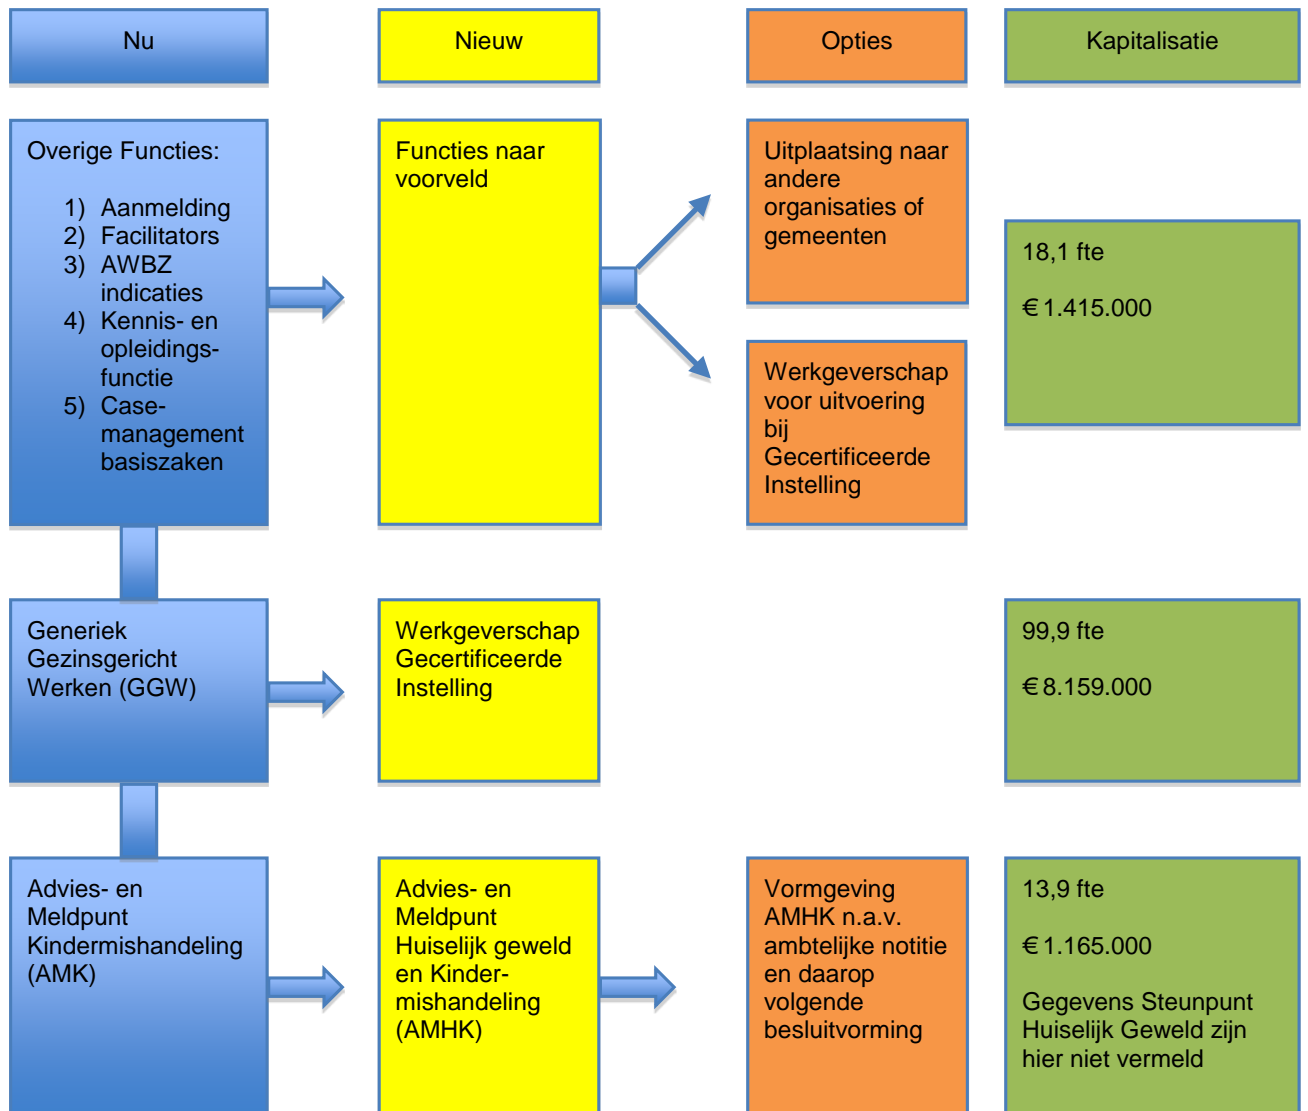 Nu
Nieuw
Opties
Kapitalisatie
Overige Functies:
1) Aanmelding
2) Facilitators
3) AWBZ
indicaties
4) Kennis- en
opleidings-
functie
5) Case-
management
basiszaken
Functies naar
voorveld
Uitplaatsing naar
andere
organisaties of
gemeenten
Werkgeverschap
voor uitvoering
bij
Gecertificeerde
Instelling
18,1 fte
€ 1.415.000
Generiek
Gezinsgericht
Werken (GGW)
Werkgeverschap
Gecertificeerde
Instelling
99,9 fte
€ 8.159.000
Advies- en
Meldpunt
Kindermishandeling
(AMK)
Advies- en
Meldpunt
Huiselijk geweld
en Kinder-
mishandeling
(AMHK)
Vormgeving
AMHK n.a.v.
ambtelijke notitie
en daarop
volgende
besluitvorming
13,9 fte
€ 1.165.000
Gegevens Steunpunt
Huiselijk Geweld zijn
hier niet vermeld